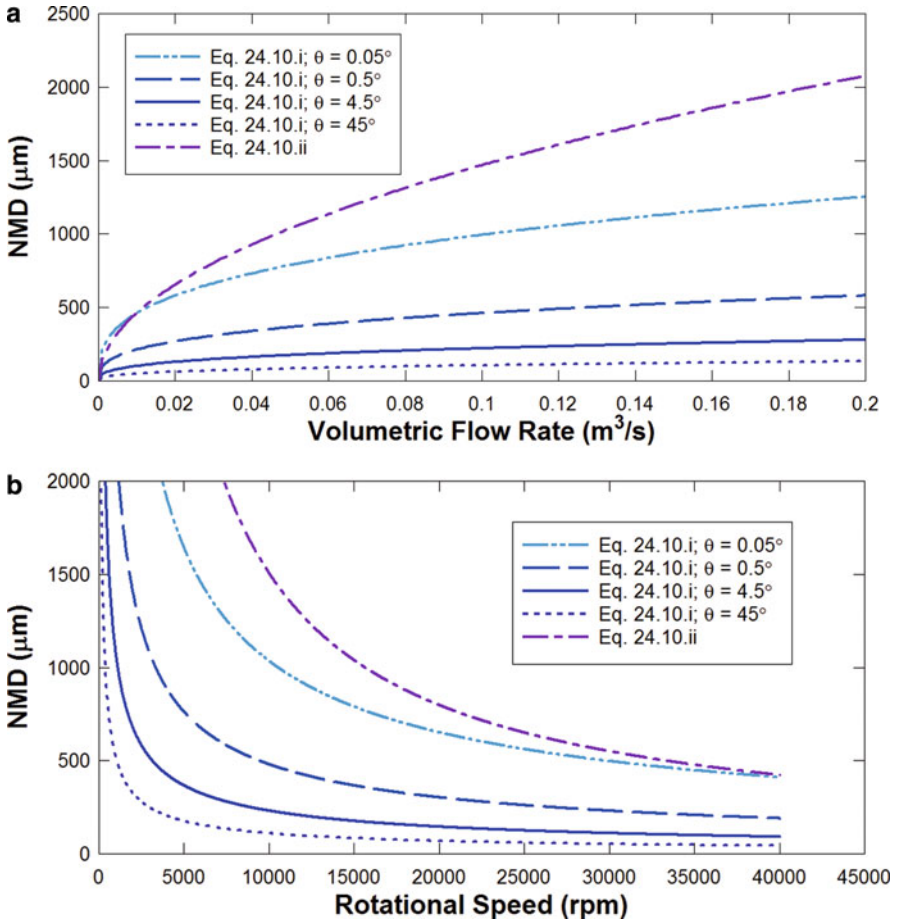 a
2500
2000
1500
1000
500
0
NMD (μm)
Eq. 24.10.i; θ = 0.05°
Eq. 24.10.i; θ = 0.5°
Eq. 24.10.i; θ = 4.5°
Eq. 24.10.i; θ = 45°
Eq. 24.10.ii
0 0.02 0.04 0.06 0.08 0.1 0.12 0.14 0.16 0.18 0.2
Volumetric Flow Rate (m³/s)
b
2000
1500
1000
500
0
NMD (μm)
Eq. 24.10.i; θ = 0.05°
Eq. 24.10.i; θ = 0.5°
Eq. 24.10.i; θ = 4.5°
Eq. 24.10.i; θ = 45°
Eq. 24.10.ii
0 5000 10000 15000 20000 25000 30000 35000 40000 45000
Rotational Speed (rpm)